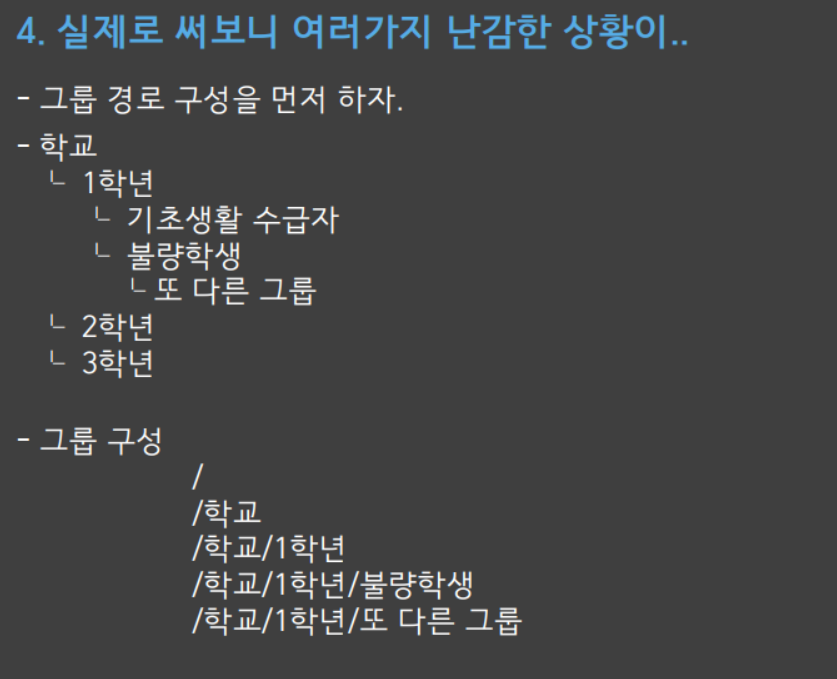 4. 실제로 써보니 여러가지 난감한 상황이..
- 그룹 경로 구성을 먼저 하자.
- 학교
└ 1학년
└ 기초생활 수급자
└ 불량학생
└ 또 다른 그룹
└ 2학년
└ 3학년
- 그룹 구성
/
/학교
/학교/1학년
/학교/1학년/불량학생
/학교/1학년/또 다른 그룹